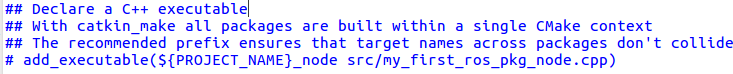 ## Declare a C++ executable
## With catkin_make all packages are built within a single CMake context
## The recommended prefix ensures that target names across packages don't collide
# add_executable(${PROJECT_NAME}_node src/my_first_ros_pkg_node.cpp)